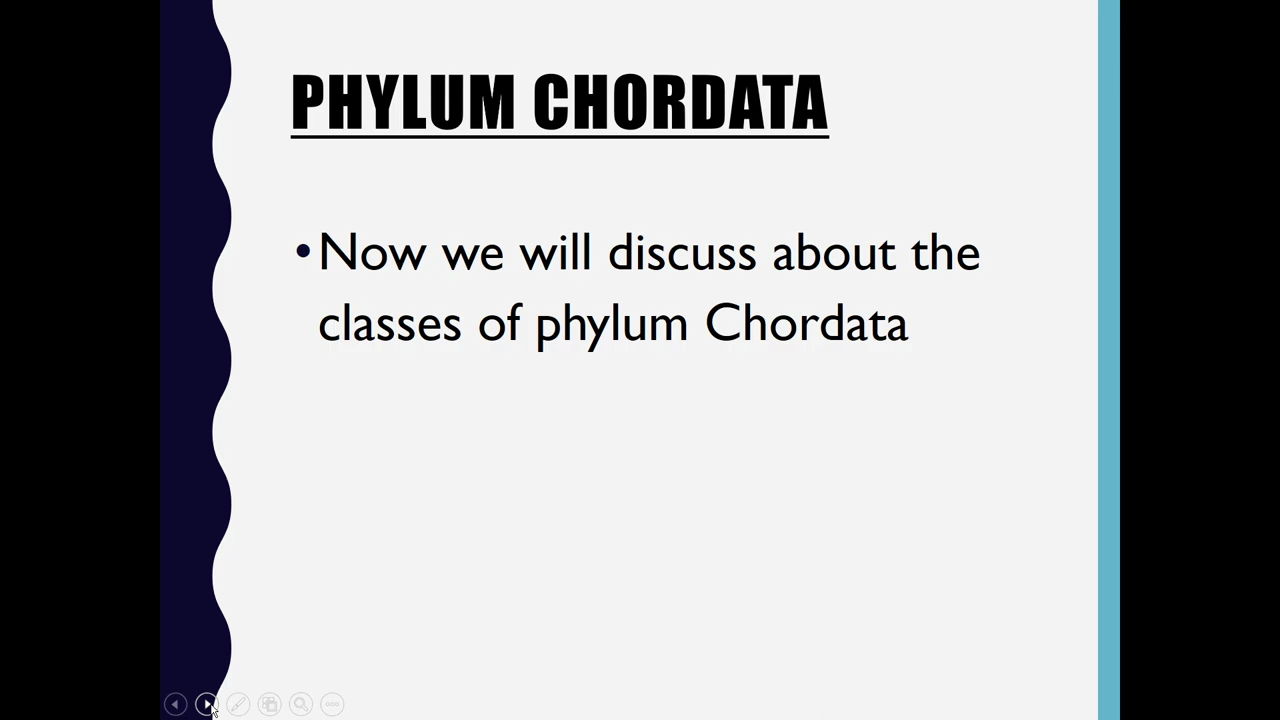 PHYLUM CHORDATA
•Now we will discuss about the
classes of phylum Chordata